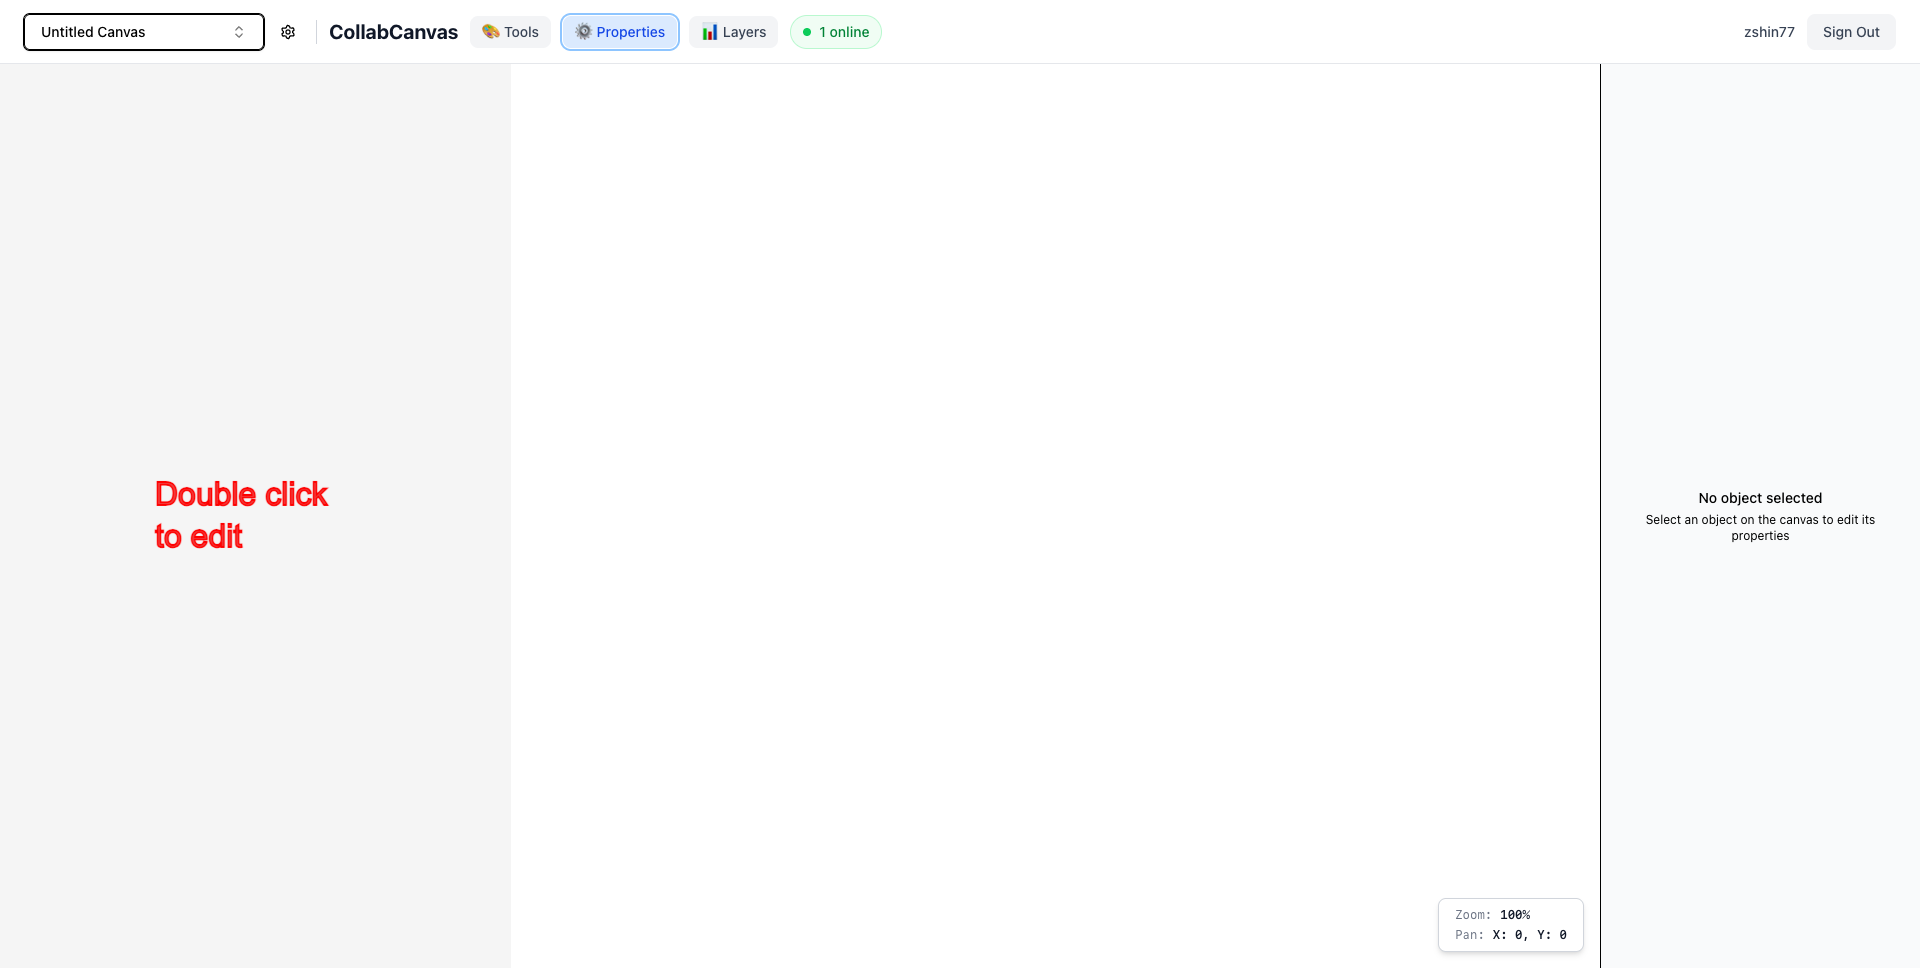 Untitled Canvas
CollabCanvas
Tools
Properties
Layers
1 online
zshin77
Sign Out
Double click
to edit
No object selected
Select an object on the canvas to edit its
properties
Zoom: 100%
Pan: X: 0, Y: 0